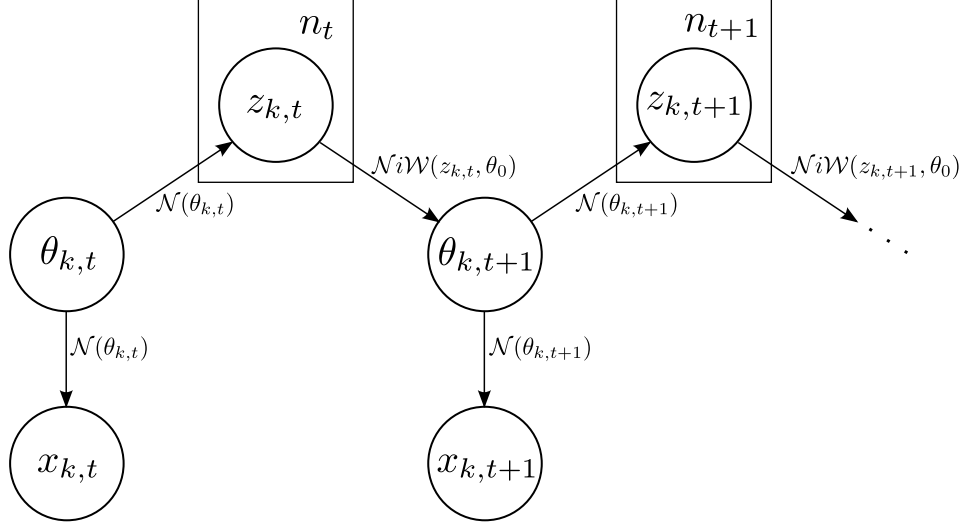 n_t
n_{t+1}
z_{k,t}
z_{k,t+1}
𝒩i𝒲(z_{k,t}, θ_0)
𝒩i𝒲(z_{k,t+1}, θ_0)
𝒩(θ_{k,t})
𝒩(θ_{k,t+1})
θ_{k,t}
θ_{k,t+1}
. . .
𝒩(θ_{k,t})
𝒩(θ_{k,t+1})
x_{k,t}
x_{k,t+1}